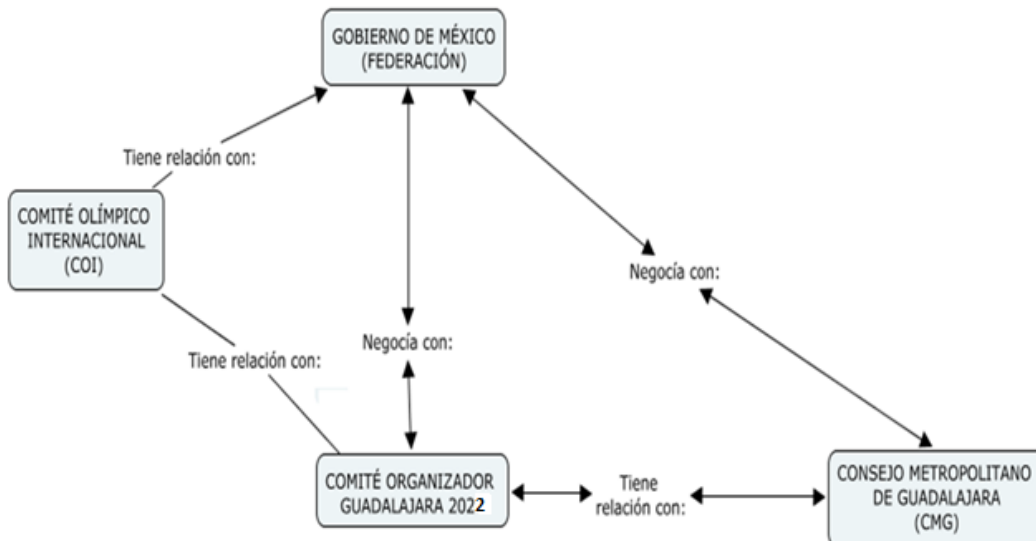 GOBIERNO DE MÉXICO
(FEDERACIÓN)
Tiene relación con:
COMITÉ OLÍMPICO
INTERNACIONAL
(COI)
Negocía con:
Negocía con:
Tiene relación con:
COMITÉ ORGANIZADOR
GUADALAJARA 2022
Tiene
relación con:
CONSEJO METROPOLITANO
DE GUADALAJARA
(CMG)